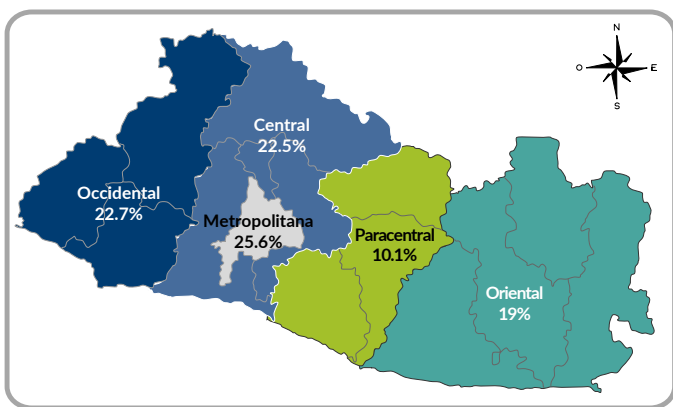 N
O
E
S
Central
22.5%
Occidental
22.7%
Metropolitana
25.6%
Paracentral
10.1%
Oriental
19%